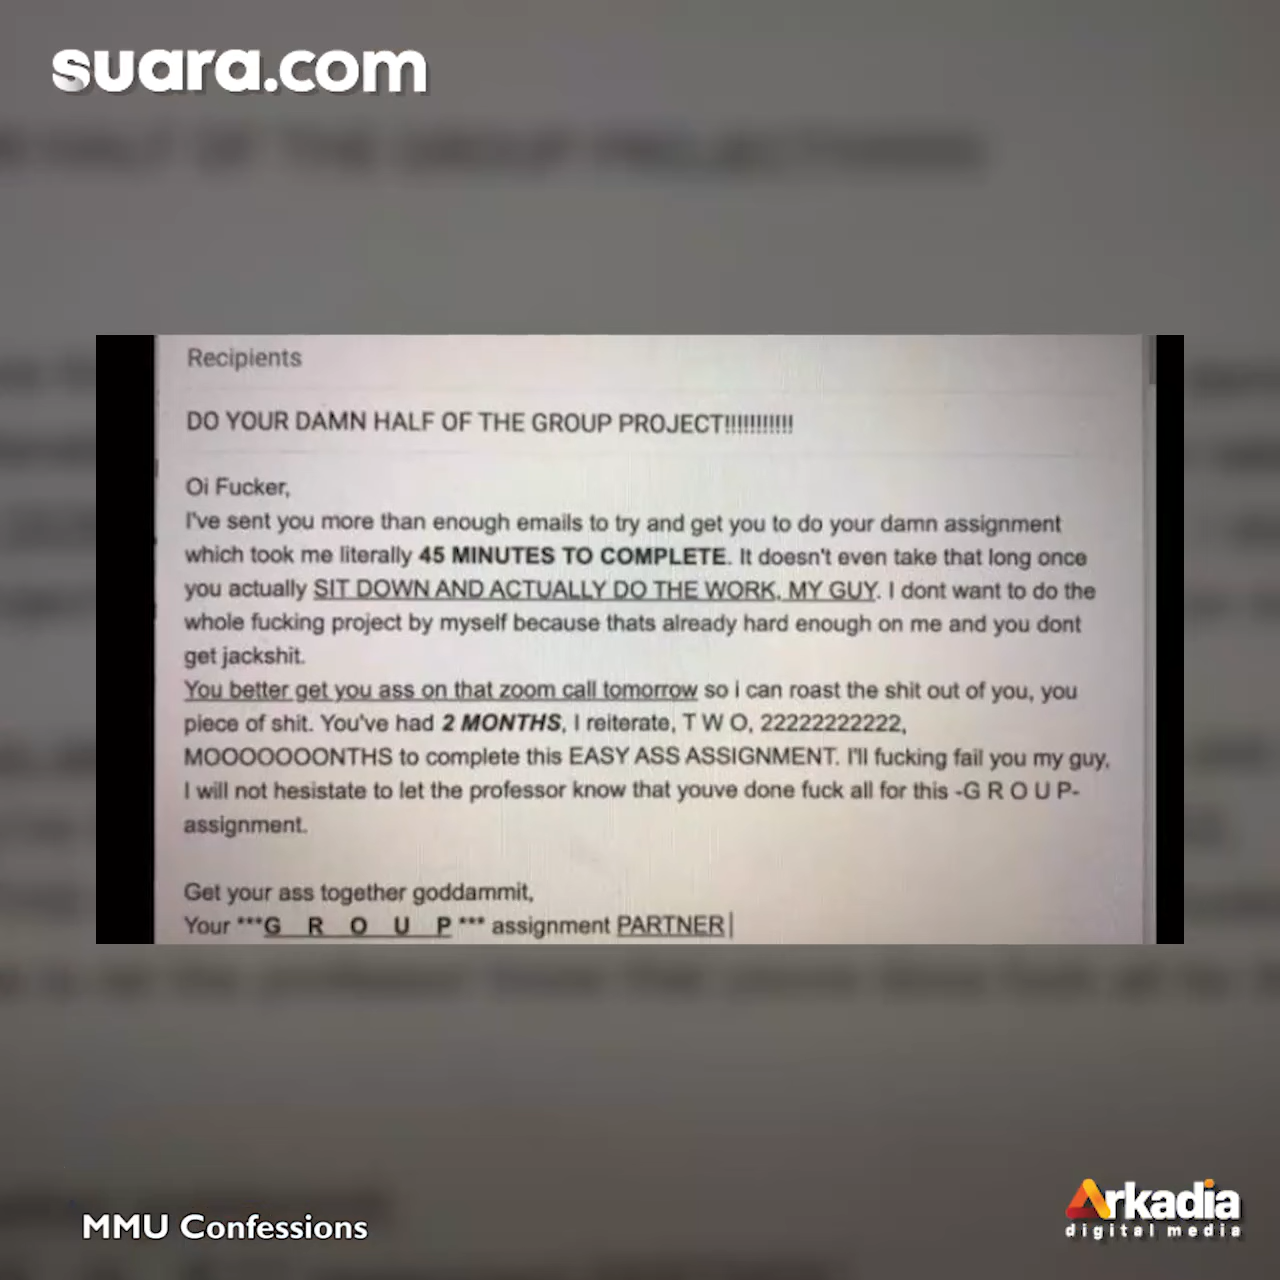 suara.com
Recipients
DO YOUR DAMN HALF OF THE GROUP PROJECT!!!!!!!!!!!
Oi Fucker,
I've sent you more than enough emails to try and get you to do your damn assignment
which took me literally 45 MINUTES TO COMPLETE. It doesn't even take that long once
you actually SIT DOWN AND ACTUALLY DO THE WORK, MY GUY. I dont want to do the
whole fucking project by myself because thats already hard enough on me and you dont
get jackshit.
You better get you ass on that zoom call tomorrow so i can roast the shit out of you, you
piece of shit. You've had 2 MONTHS, I reiterate, T W O, 22222222222,
MOOOOOOONTHS to complete this EASY ASS ASSIGNMENT. I'll fucking fail you my guy,
I will not hesistate to let the professor know that youve done fuck all for this -G R O U P-
assignment.
Get your ass together goddammit,
Your ***G R O U P*** assignment PARTNER
MMU Confessions
Arkadia
digital media